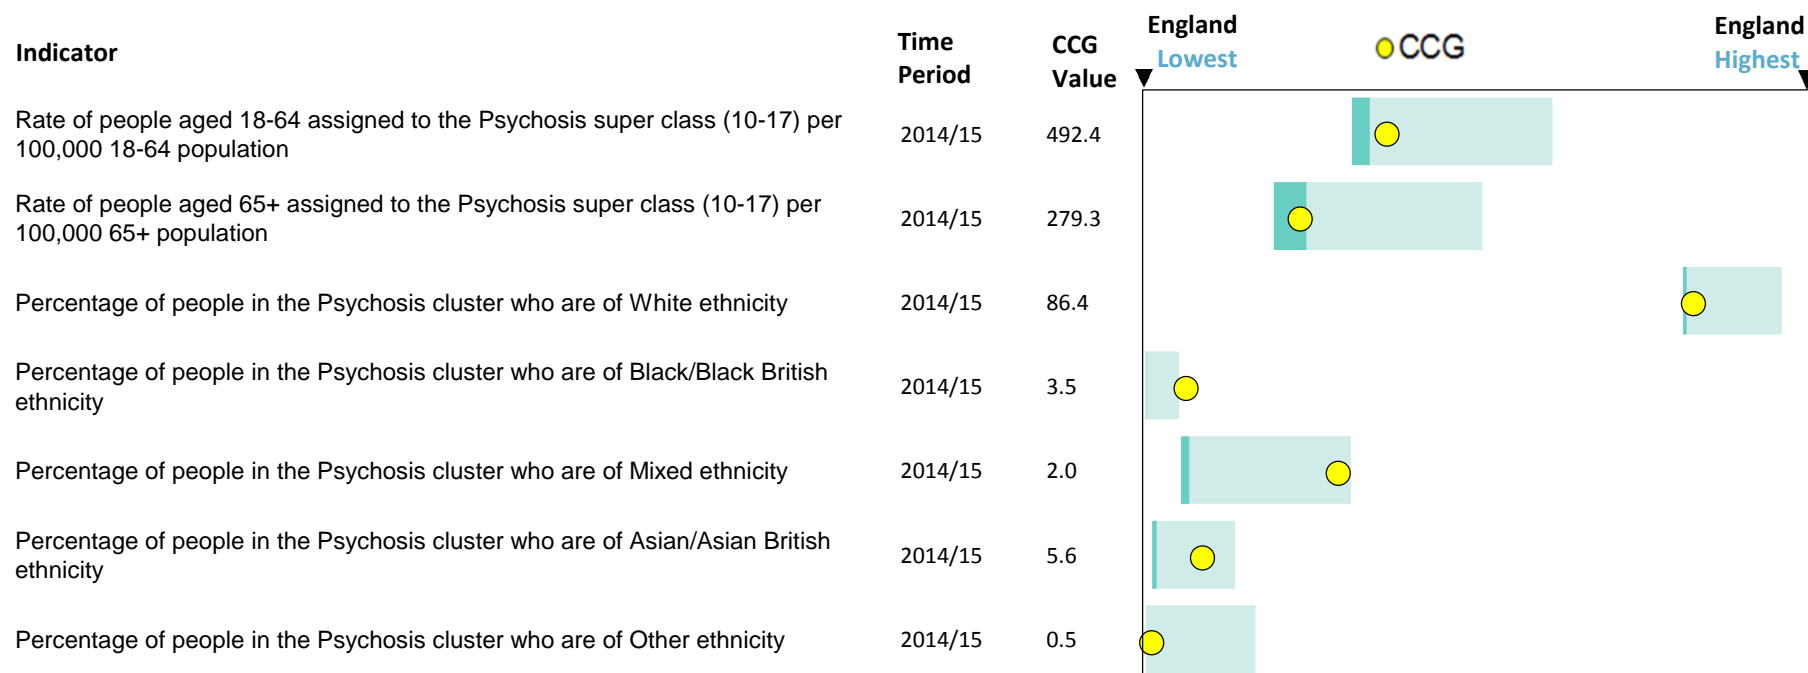 Indicator
Time
Period
CCG
Value
England
Lowest
CCG
England
Highest
Rate of people aged 18-64 assigned to the Psychosis super class (10-17) per
100,000 18-64 population
2014/15
492.4
Rate of people aged 65+ assigned to the Psychosis super class (10-17) per
100,000 65+ population
2014/15
279.3
Percentage of people in the Psychosis cluster who are of White ethnicity
2014/15
86.4
Percentage of people in the Psychosis cluster who are of Black/Black British
ethnicity
2014/15
3.5
Percentage of people in the Psychosis cluster who are of Mixed ethnicity
2014/15
2.0
Percentage of people in the Psychosis cluster who are of Asian/Asian British
ethnicity
2014/15
5.6
Percentage of people in the Psychosis cluster who are of Other ethnicity
2014/15
0.5